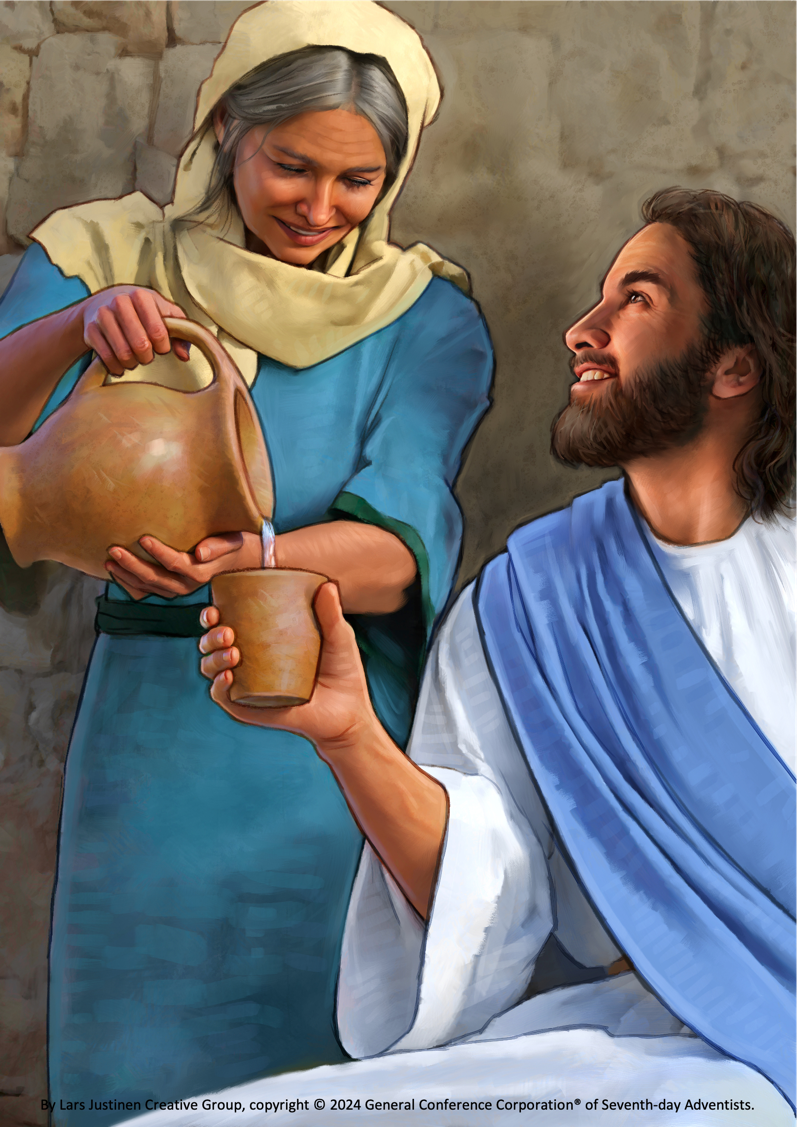 By Lars Justinen Creative Group, copyright © 2024 General Conference Corporation® of Seventh-day Adventists.